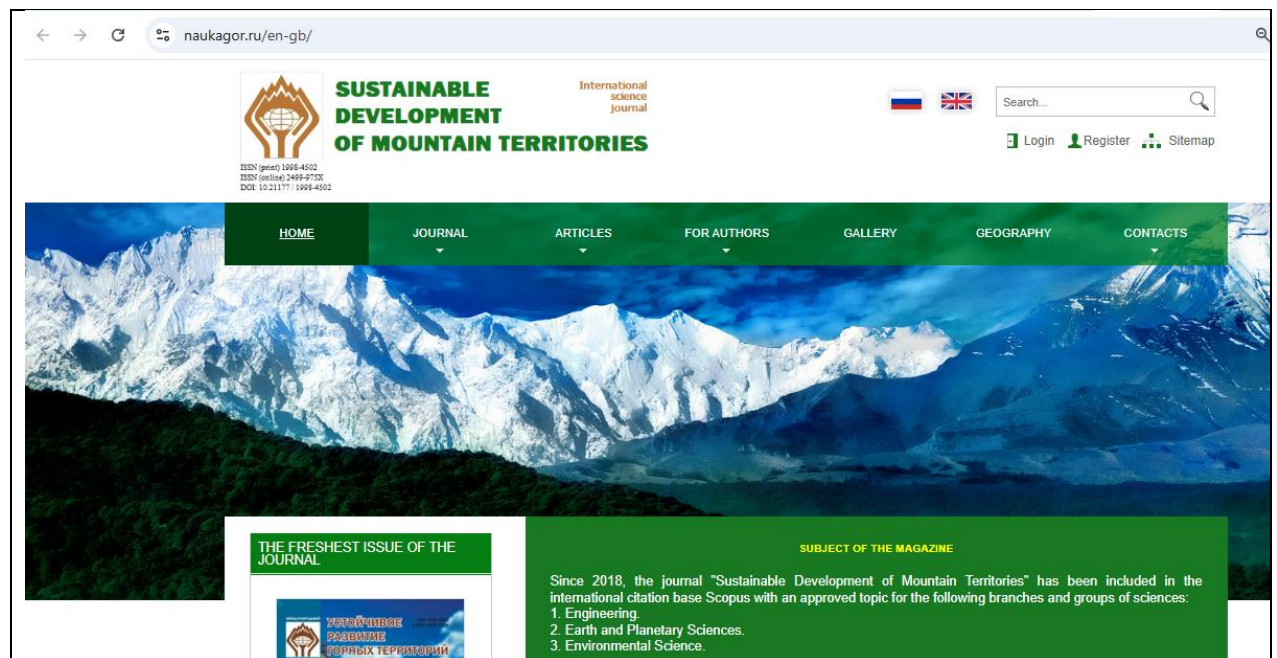 naukagor.ru/en-gb/
SUSTAINABLE
DEVELOPMENT
OF MOUNTAIN TERRITORIES
International
science
journal
Search...
Login Register Sitemap
ISSN (print) 1998-4502
ISSN (online) 2499-975X
DOI: 10.21177 / 1998-4502
HOME JOURNAL ARTICLES FOR AUTHORS GALLERY GEOGRAPHY CONTACTS
THE FRESHEST ISSUE OF THE
JOURNAL
УСТОЙЧИВОЕ
РАЗВИТИЕ
ГОРНЫХ ТЕРРИТОРИЙ
SUBJECT OF THE MAGAZINE
Since 2018, the journal "Sustainable Development of Mountain Territories" has been included in the
international citation base Scopus with an approved topic for the following branches and groups of sciences:
1. Engineering.
2. Earth and Planetary Sciences.
3. Environmental Science.